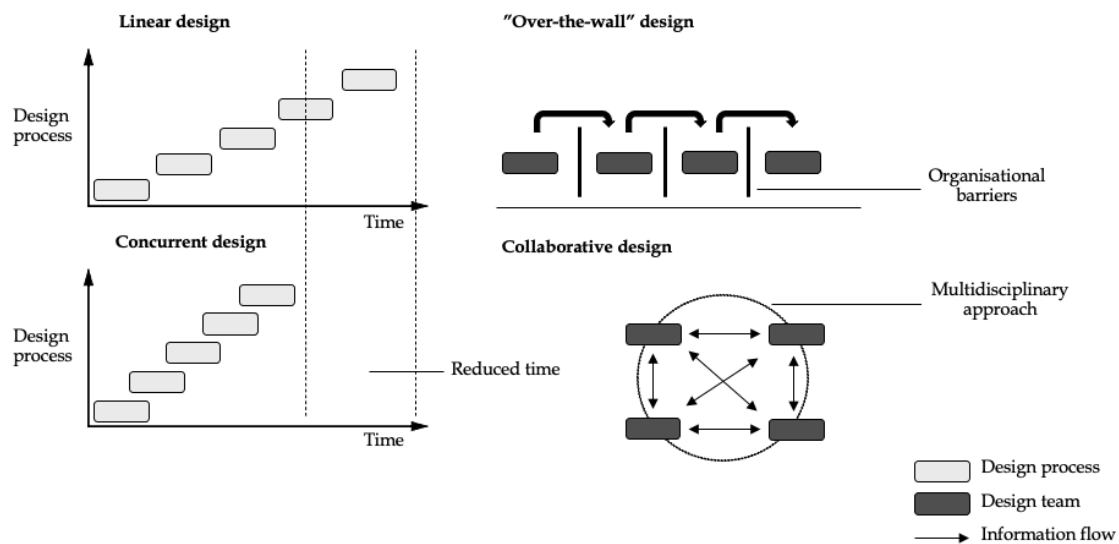 Linear design
Design
process
Time
"Over-the-wall" design
Organisational
barriers
Concurrent design
Design
process
Time
Reduced time
Collaborative design
Multidisciplinary
approach
Design process
Design team
Information flow